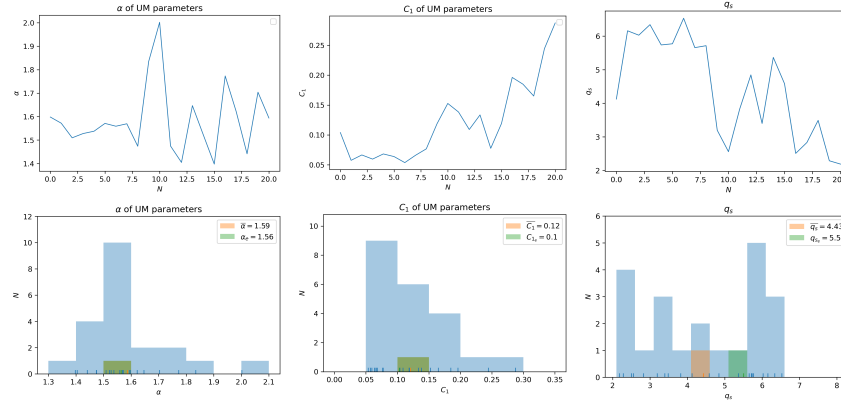 α of UM parameters
2.0
1.9
1.8
1.7
1.6
1.5
1.4
α
0.0 2.5 5.0 7.5 10.0 12.5 15.0 17.5 20.0
N
C₁ of UM parameters
0.25
0.20
0.15
0.10
0.05
C₁
0.0 2.5 5.0 7.5 10.0 12.5 15.0 17.5 20.0
N
qₛ
6
5
4
3
2
qₛ
0.0 2.5 5.0 7.5 10.0 12.5 15.0 17.5 20.0
N
α of UM parameters
12
10
8
6
4
2
0
N
ᾱ = 1.59
αₑ = 1.56
1.3 1.4 1.5 1.6 1.7 1.8 1.9 2.0 2.1
α
C₁ of UM parameters
10
8
6
4
2
0
N
C̅₁ = 0.12
C₁ₑ = 0.1
0.00 0.05 0.10 0.15 0.20 0.25 0.30 0.35
C₁
qₛ
6
5
4
3
2
1
0
N
q̅ₛ = 4.43
qₛₑ = 5.5
2 3 4 5 6 7 8
qₛ